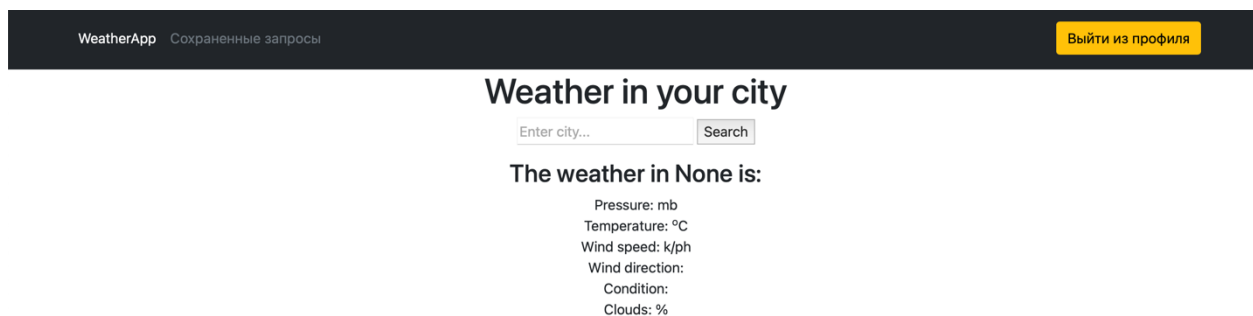 WeatherApp Сохраненные запросы Выйти из профиля
Weather in your city
Enter city... Search
The weather in None is:
Pressure: mb
Temperature: ºC
Wind speed: k/ph
Wind direction:
Condition:
Clouds: %